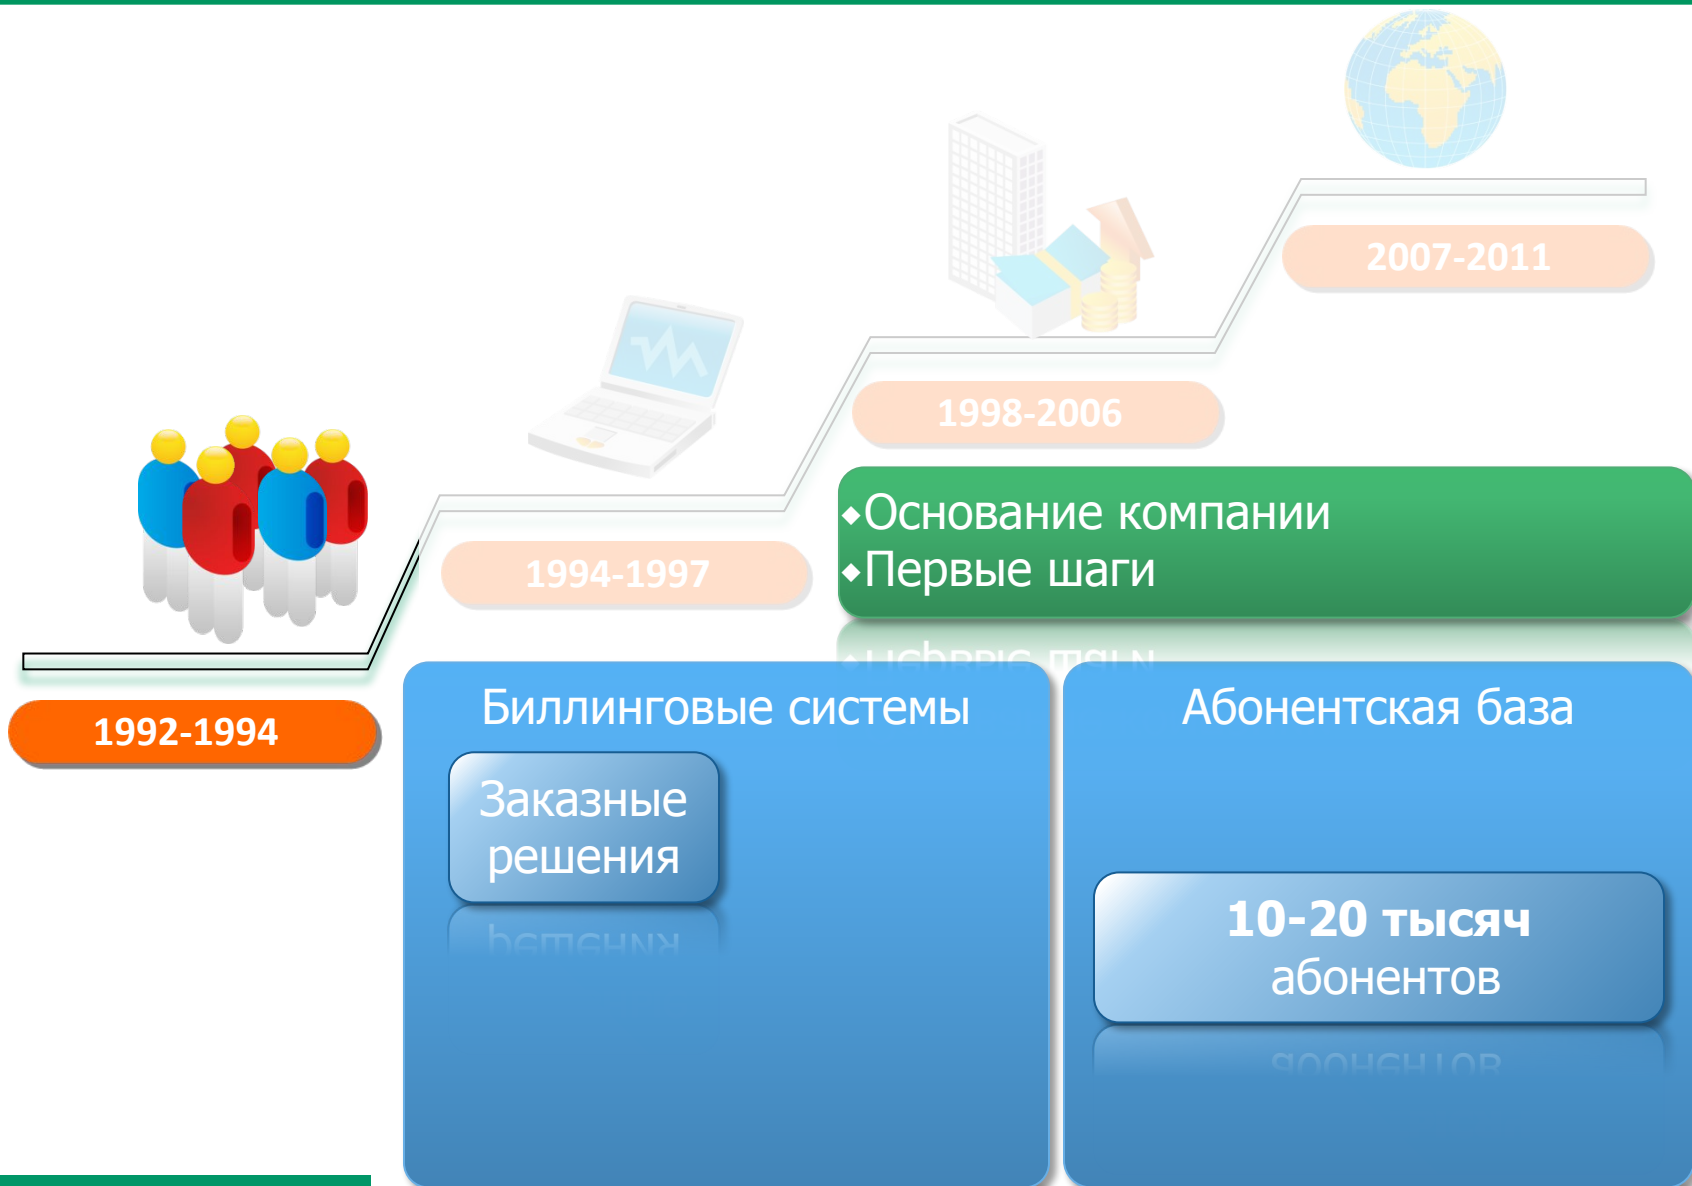 2007-2011
1998-2006
◆Основание компании
◆Первые шаги
1994-1997
1992-1994
Биллинговые системы
Заказные
решения
Абонентская база
10-20 тысяч
абонентов